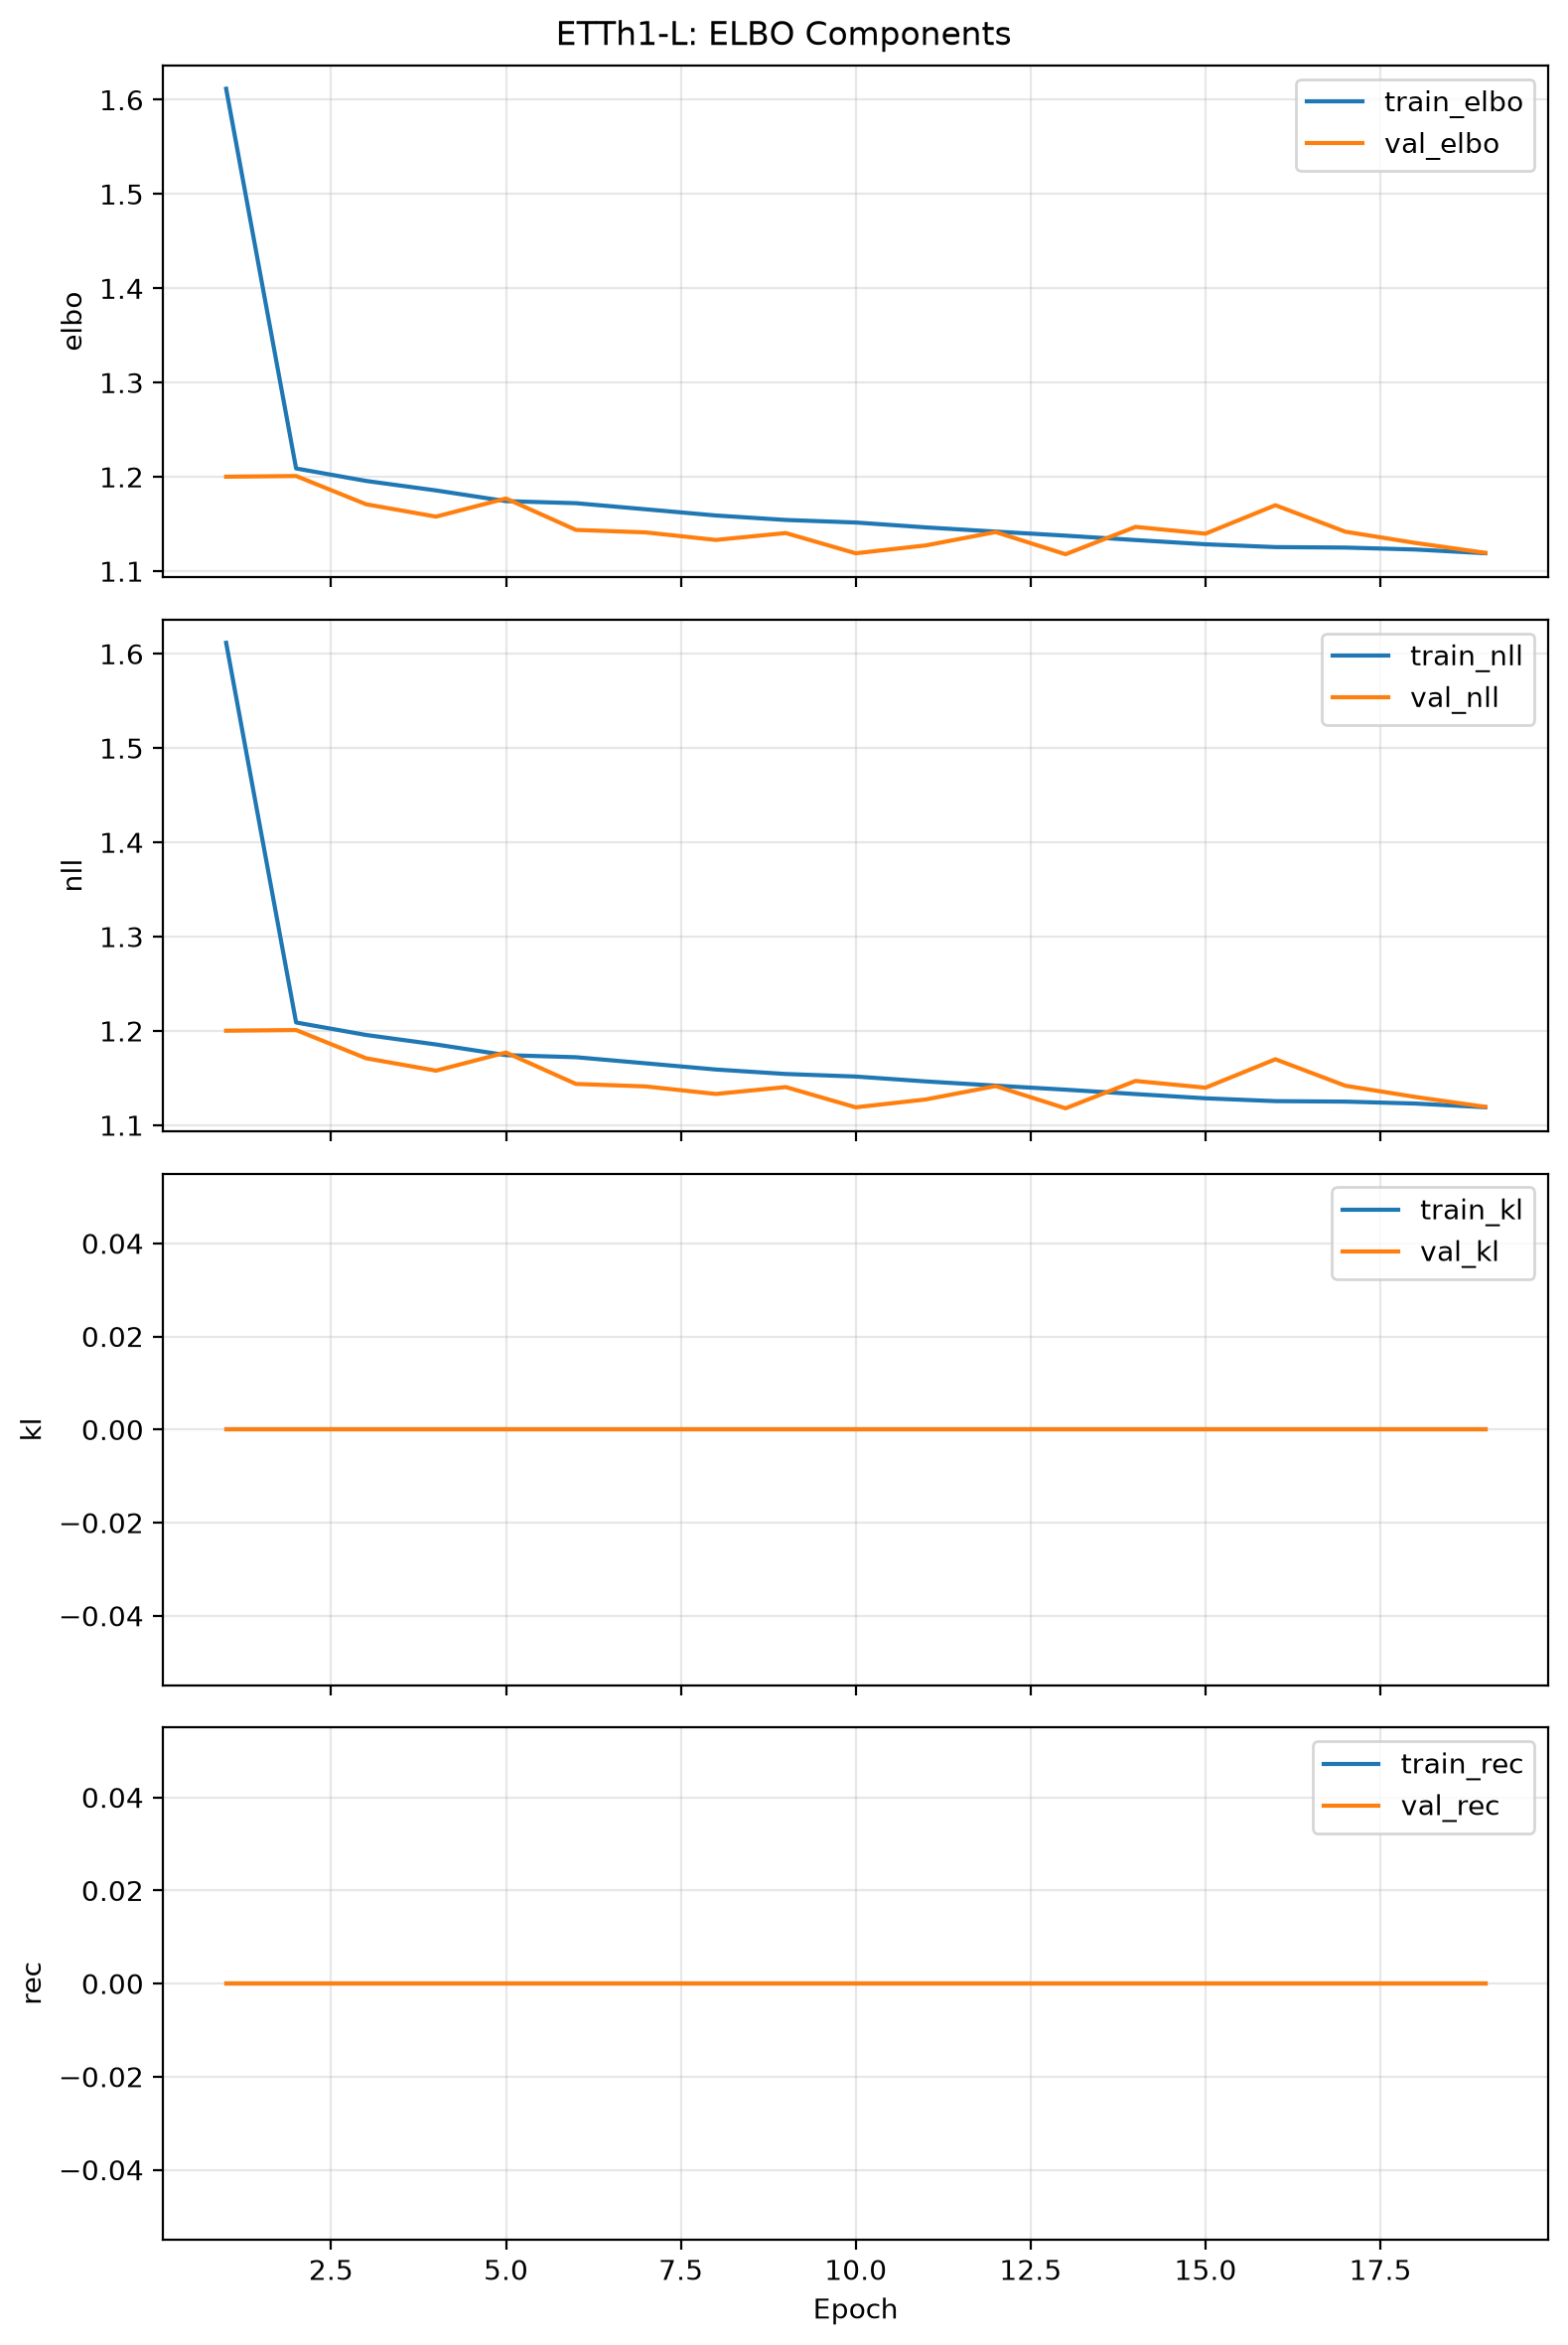 ETTh1-L: ELBO Components
1.6
1.5
1.4
1.3
1.2
1.1
elbo
train_elbo
val_elbo
1.6
1.5
1.4
1.3
1.2
1.1
nll
train_nll
val_nll
0.04
0.02
0.00
−0.02
−0.04
kl
train_kl
val_kl
0.04
0.02
0.00
−0.02
−0.04
rec
train_rec
val_rec
2.5 5.0 7.5 10.0 12.5 15.0 17.5
Epoch